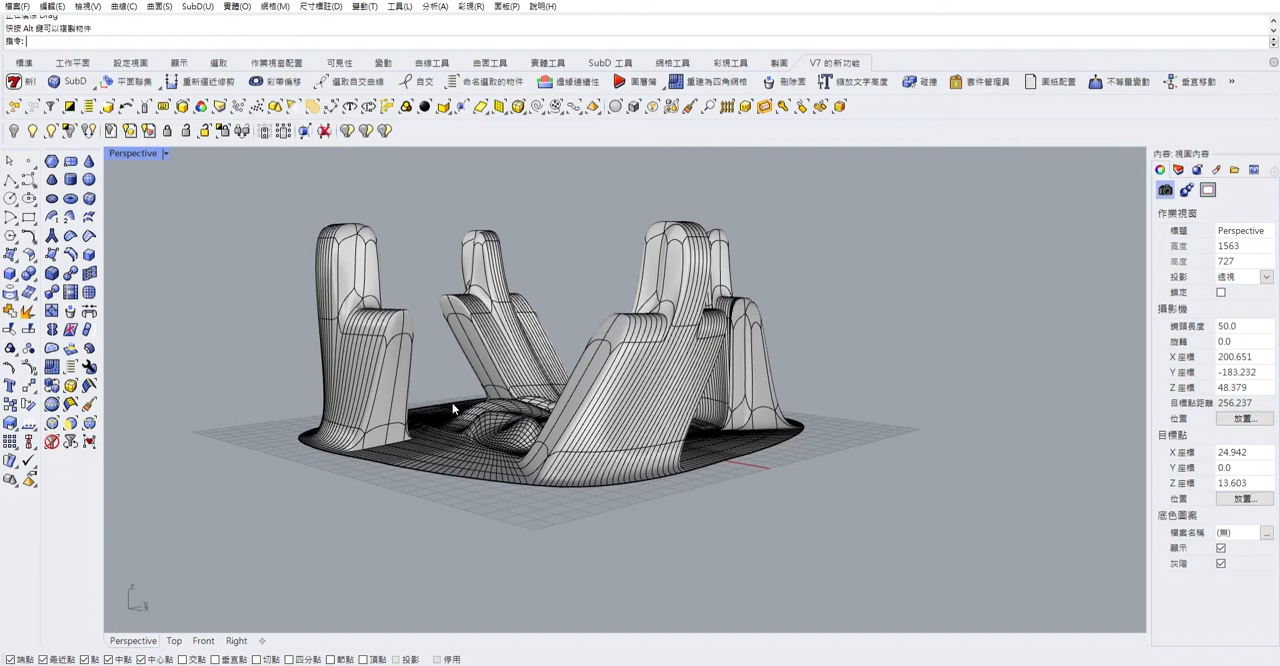 檔案(F) 編輯(E) 檢視(V) 曲線(C) 曲面(S) SubD(U) 實體(O) 網格(M) 尺寸標註(D) 變動(T) 工具(L) 分析(A) 彩現(R) 面板(P) 說明(H)
正在復原 Drag
快按 Alt 鍵可以複製物件
指令:
標準 工作平面 設定視圖 顯示 選取 作業視窗配置 可見性 變動 曲線工具 曲面工具 實體工具 SubD 工具 網格工具 彩現工具 製圖 V7 的新功能
新! SubD 平面聯集 重新逼近修剪 彩帶偏移 選取自交曲線 自交 命名選取的物件 邊緣連續性 圖層簿 重建為四角網格 刪除面 縮放文字高度 碰撞 套件管理員 圖紙配置 不等量變動 垂直移動 »
Perspective
內容: 視圖內容
作業視窗
標題 Perspective
寬度 1563
高度 727
投影 透視
鎖定
攝影機
鏡頭長度 50.0
旋轉 0.0
X 座標 200.651
Y 座標 -183.232
Z 座標 48.379
目標點距離 256.237
位置 放置...
目標點
X 座標 24.942
Y 座標 0.0
Z 座標 13.603
位置 放置...
底色圖案
檔案名稱 (無) ...
顯示
灰階
z
y
Perspective Top Front Right
端點 最近點 點 中點 中心點 交點 垂直點 切點 四分點 節點 頂點 投影 停用